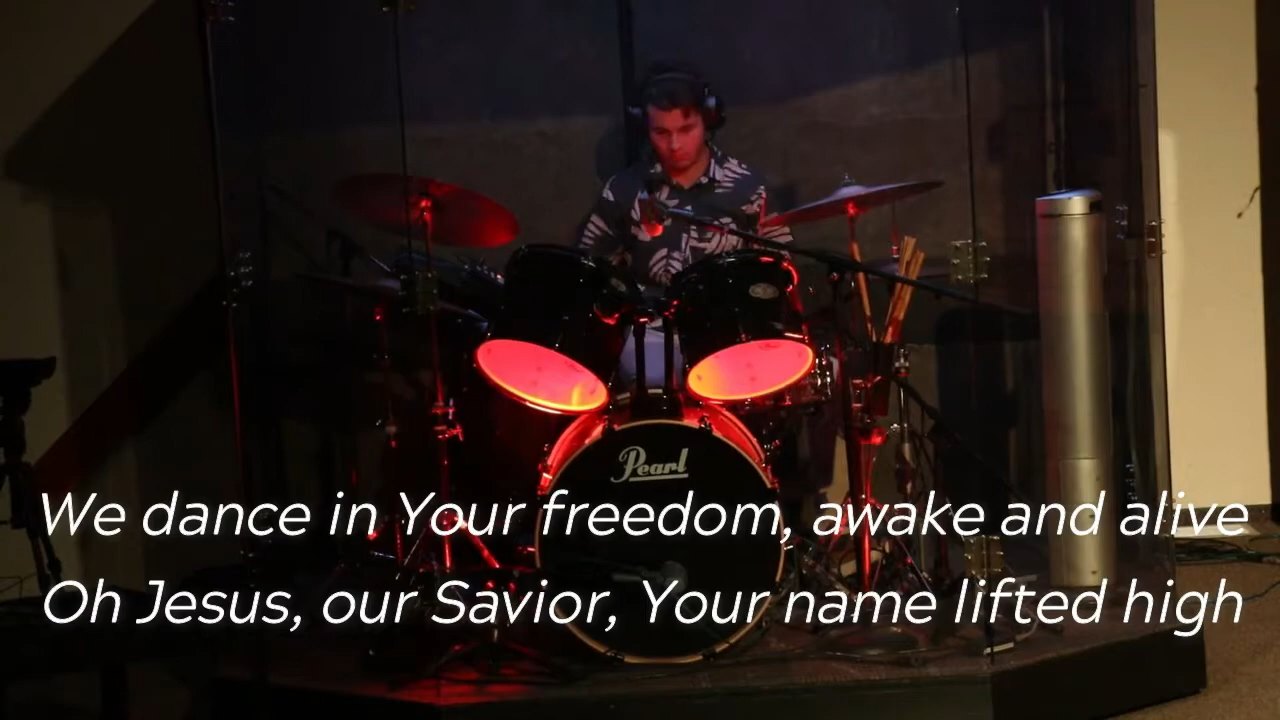 Pearl
We dance in Your freedom, awake and alive
Oh Jesus, our Savior, Your name lifted high